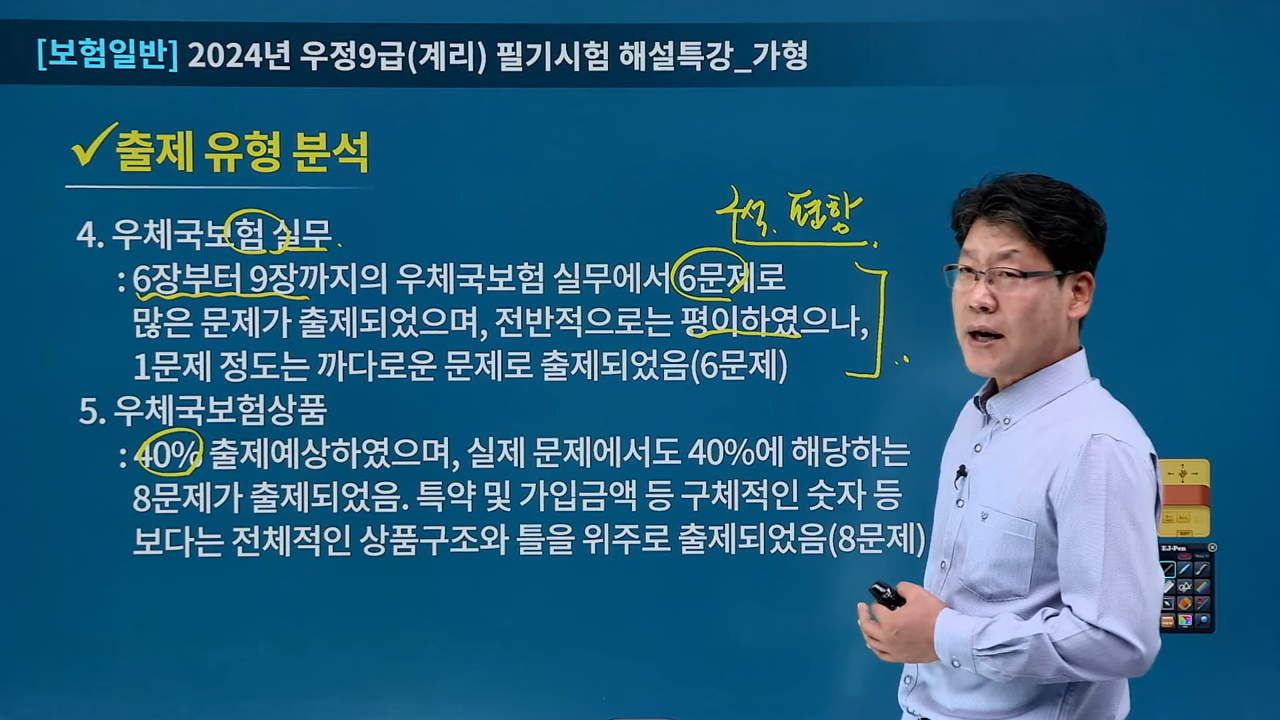 [보험일반] 2024년 우정9급(계리) 필기시험 해설특강_가형
✓출제 유형 분석
구석. 편항
4. 우체국보험 실무
: 6장부터 9장까지의 우체국보험 실무에서 6문제로
많은 문제가 출제되었으며, 전반적으로는 평이하였으나,
1문제 정도는 까다로운 문제로 출제되었음(6문제)
5. 우체국보험상품
: 40% 출제예상하였으며, 실제 문제에서도 40%에 해당하는
8문제가 출제되었음. 특약 및 가입금액 등 구체적인 숫자 등
보다는 전체적인 상품구조와 틀을 위주로 출제되었음(8문제)
EJ-Pen